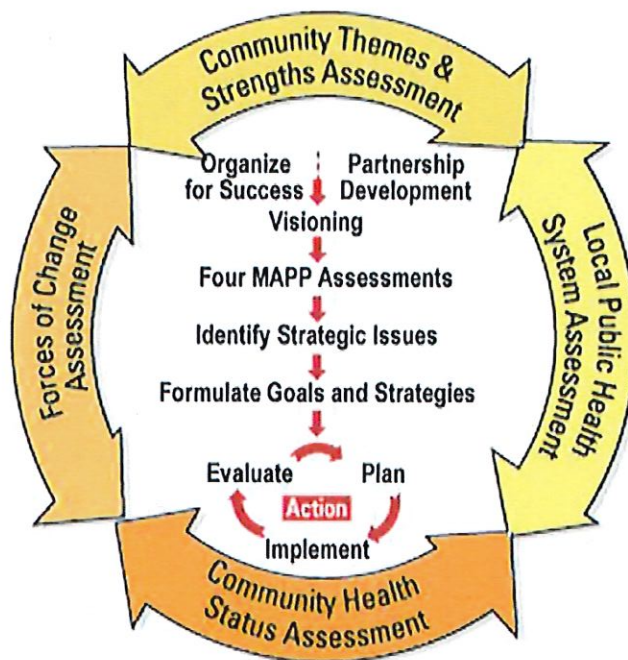 Community Themes &
Strengths Assessment
Organize
for Success
Partnership
Development
Visioning
Four MAPP Assessments
Identify Strategic Issues
Formulate Goals and Strategies
Evaluate
Plan
Action
Implement
Forces of Change
Assessment
Local Public Health
System Assessment
Community Health
Status Assessment